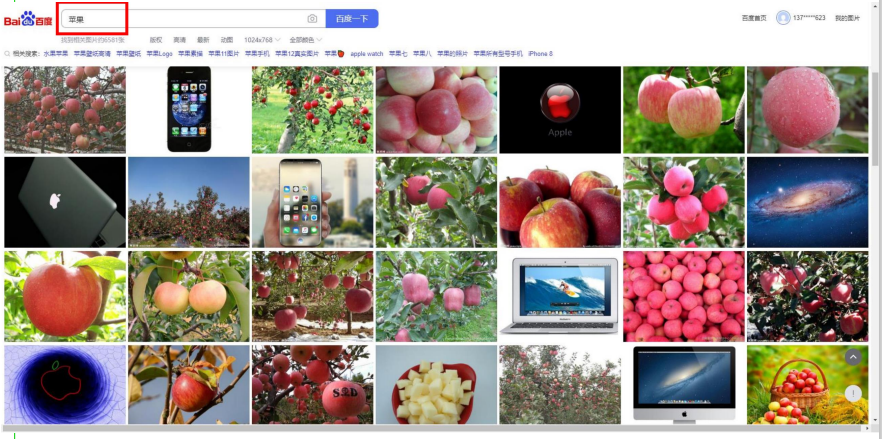 Bai 百度 苹果 百度一下 百度首页 137****623 我的图片
找到相关图片约6581张 版权 高清 最新 动图 1024x768 全部颜色
相关搜索: 水果苹果 苹果壁纸高清 苹果壁纸 苹果Logo 苹果素描 苹果11图片 苹果手机 苹果12真实图片 苹果 apple watch 苹果七 苹果八 苹果的照片 苹果所有型号手机 iPhone 8
Apple